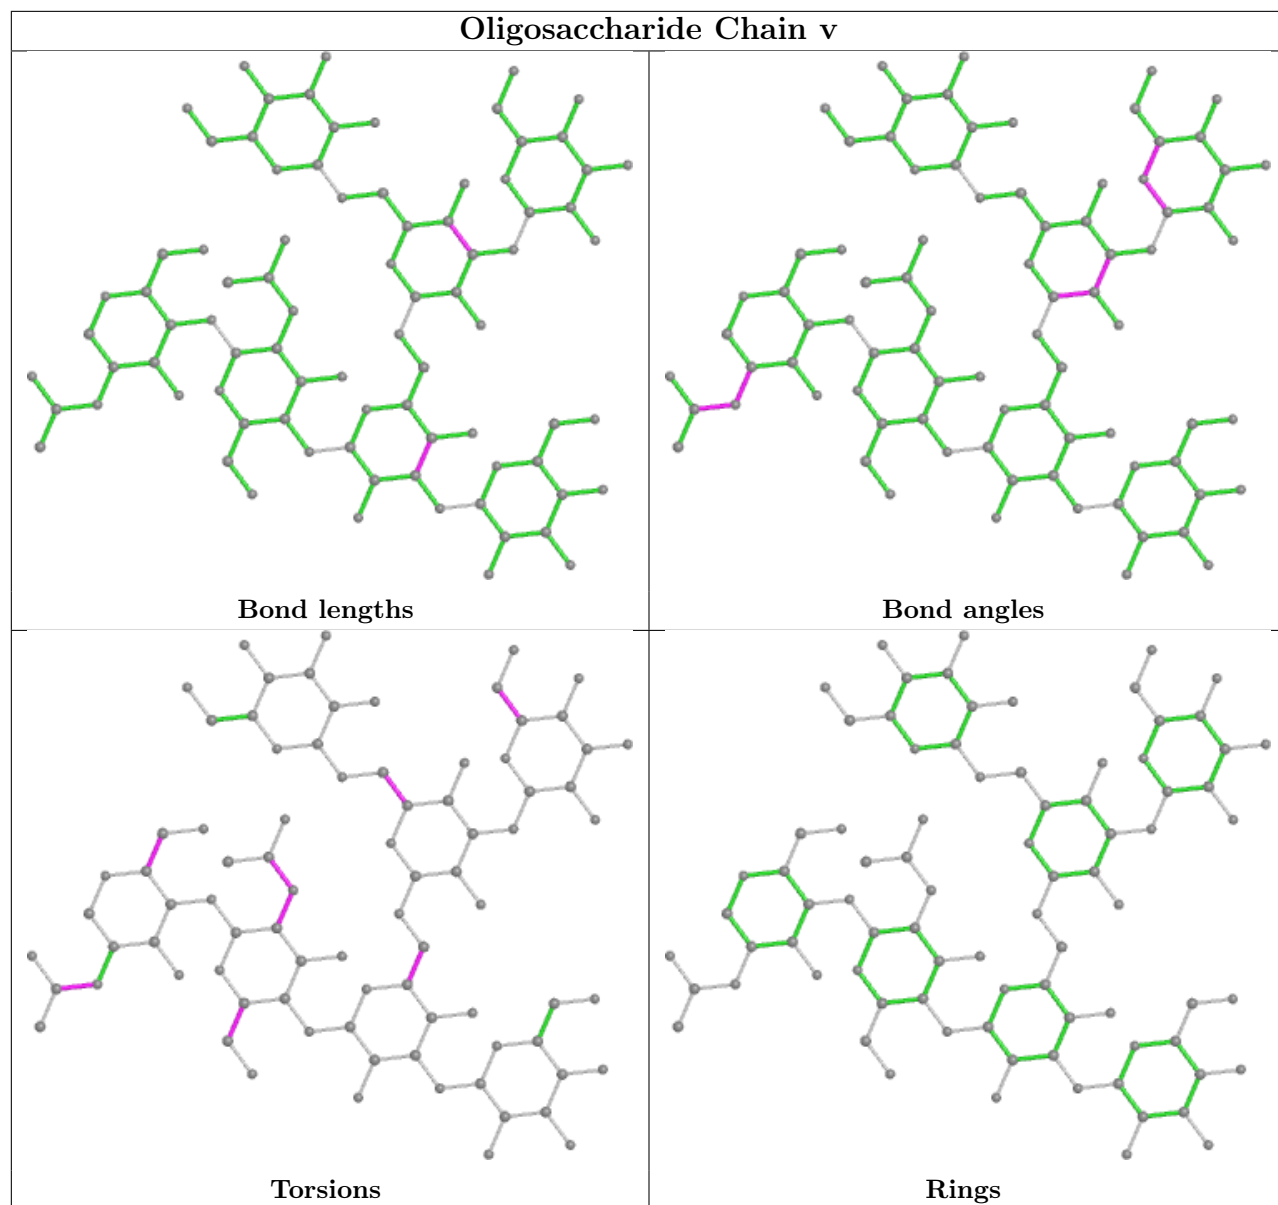 Oligosaccharide Chain v
Bond lengths
Bond angles
Torsions
Rings